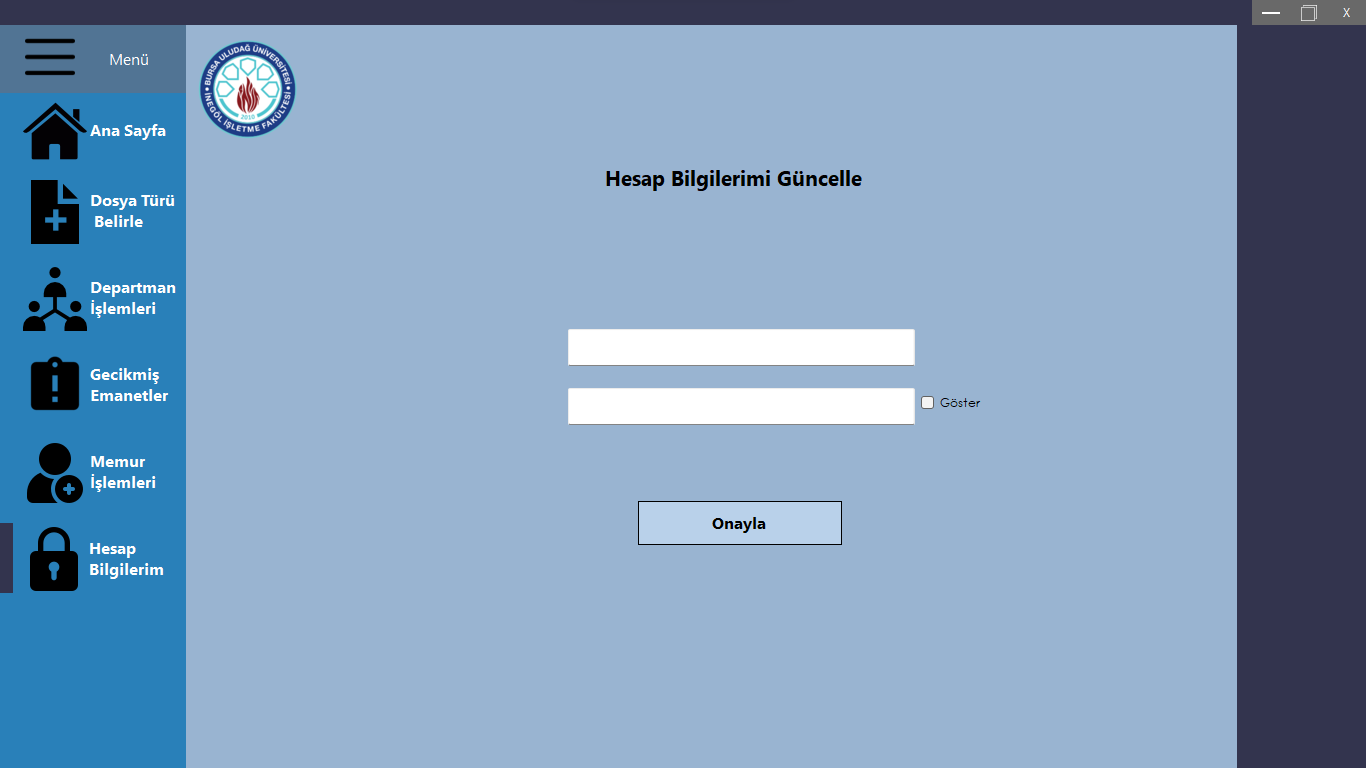 X
Menü
BURSA ULUDAĞ ÜNİVERSİTESİ
İNEGÖL İŞLETME FAKÜLTESİ
2010
Ana Sayfa
Dosya Türü
Belirle
Departman
İşlemleri
Gecikmiş
Emanetler
Memur
İşlemleri
Hesap
Bilgilerim
Hesap Bilgilerimi Güncelle
Göster
Onayla